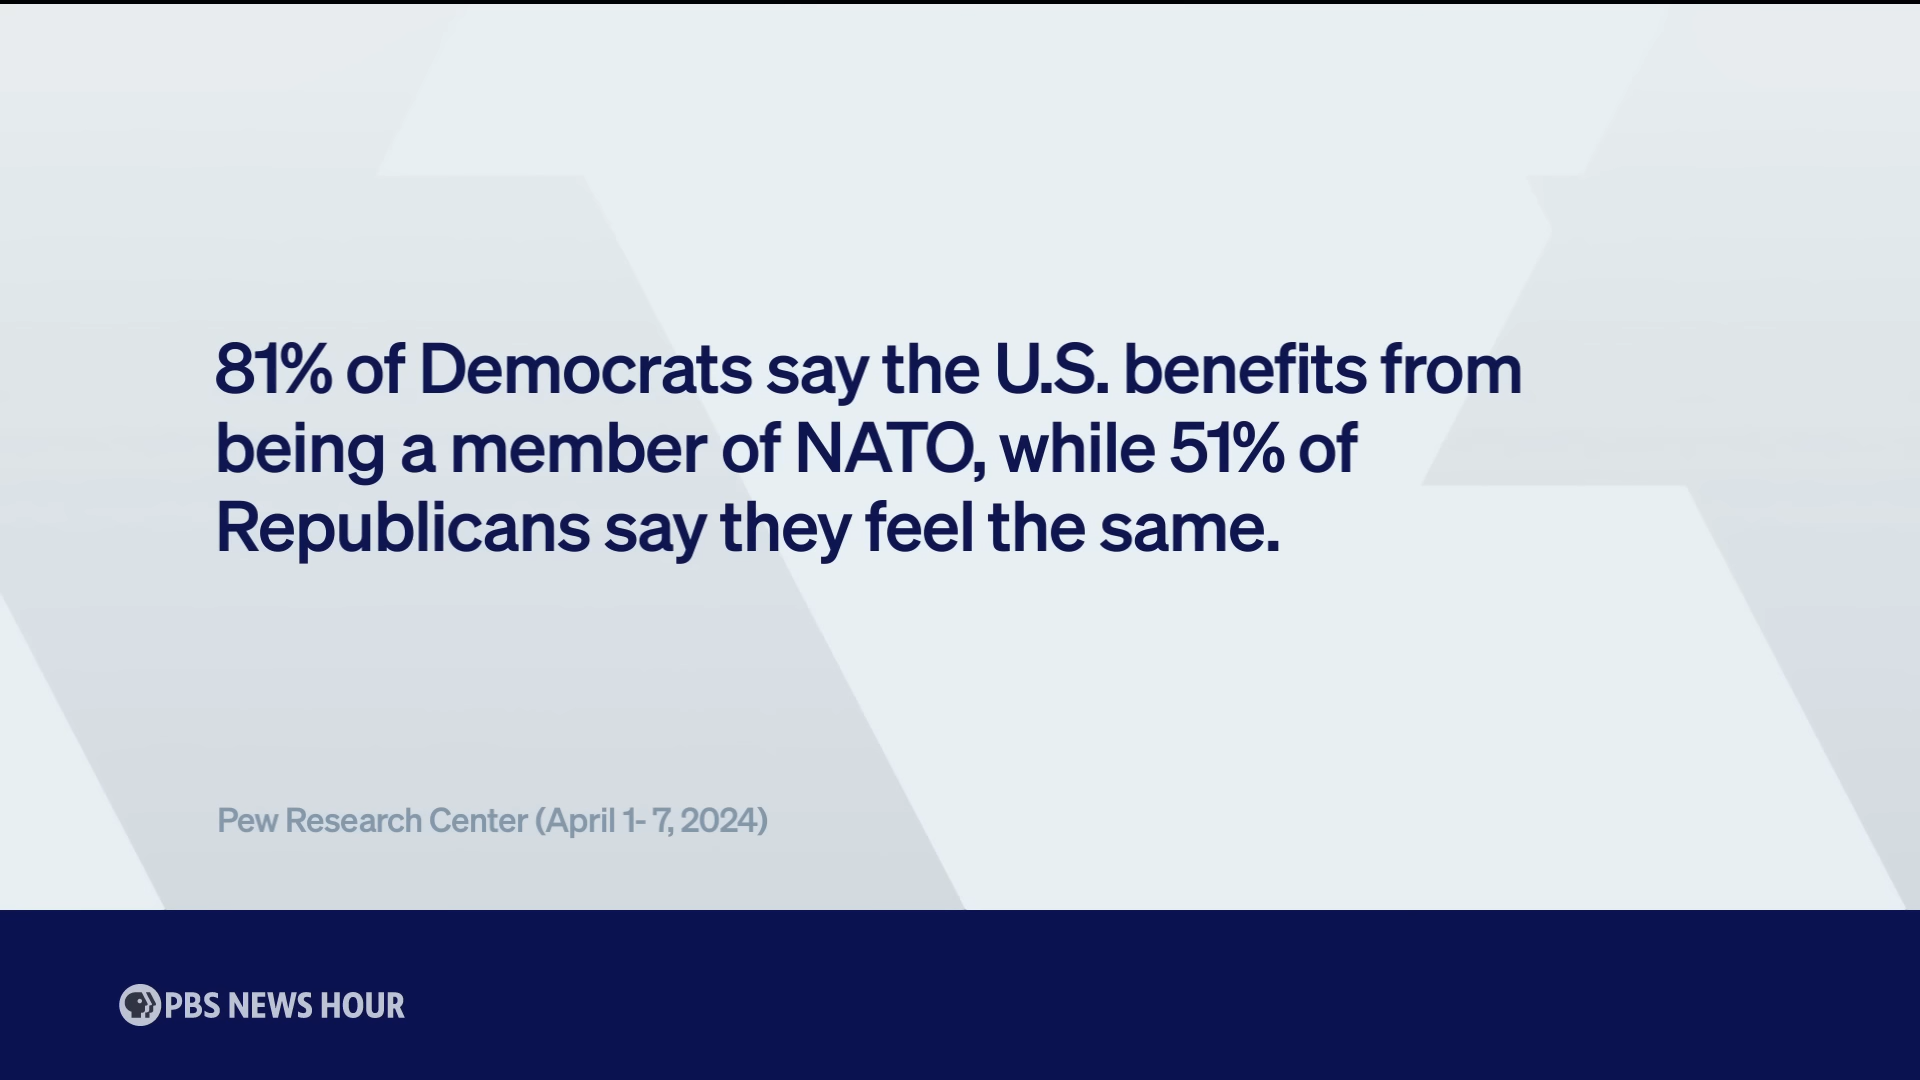 81% of Democrats say the U.S. benefits from
being a member of NATO, while 51% of
Republicans say they feel the same.
Pew Research Center (April 1- 7, 2024)
PBS NEWS HOUR